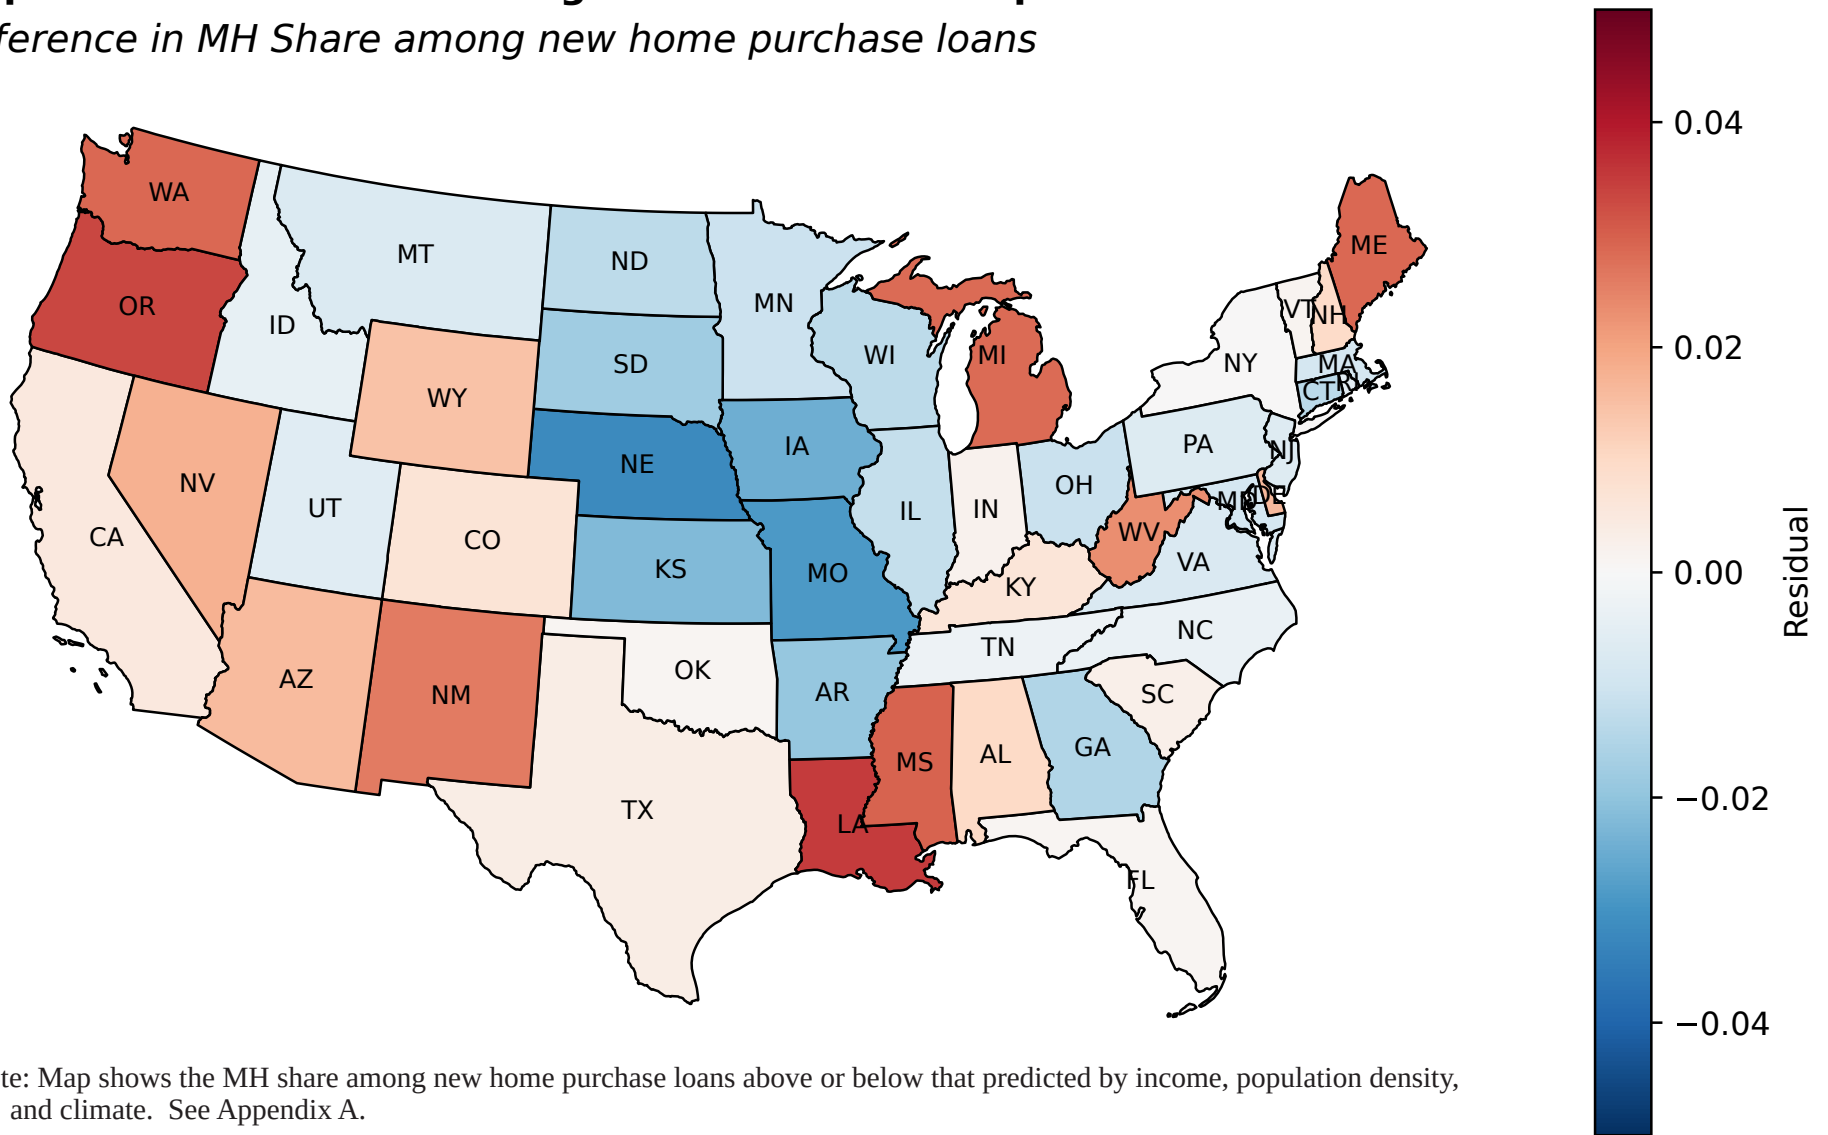 ference in MH Share among new home purchase loans
WA
OR
ID
MT
ND
MN
WI
MI
ME
VT
NH
NY
MA
RI
CT
SD
WY
NV
UT
CO
NE
IA
IL
IN
OH
PA
NJ
MD
DE
WV
VA
KY
KS
MO
CA
AZ
NM
OK
AR
TN
NC
SC
TX
LA
MS
AL
GA
FL
0.04
0.02
0.00
−0.02
−0.04
Residual
te: Map shows the MH share among new home purchase loans above or below that predicted by income, population density,
and climate. See Appendix A.